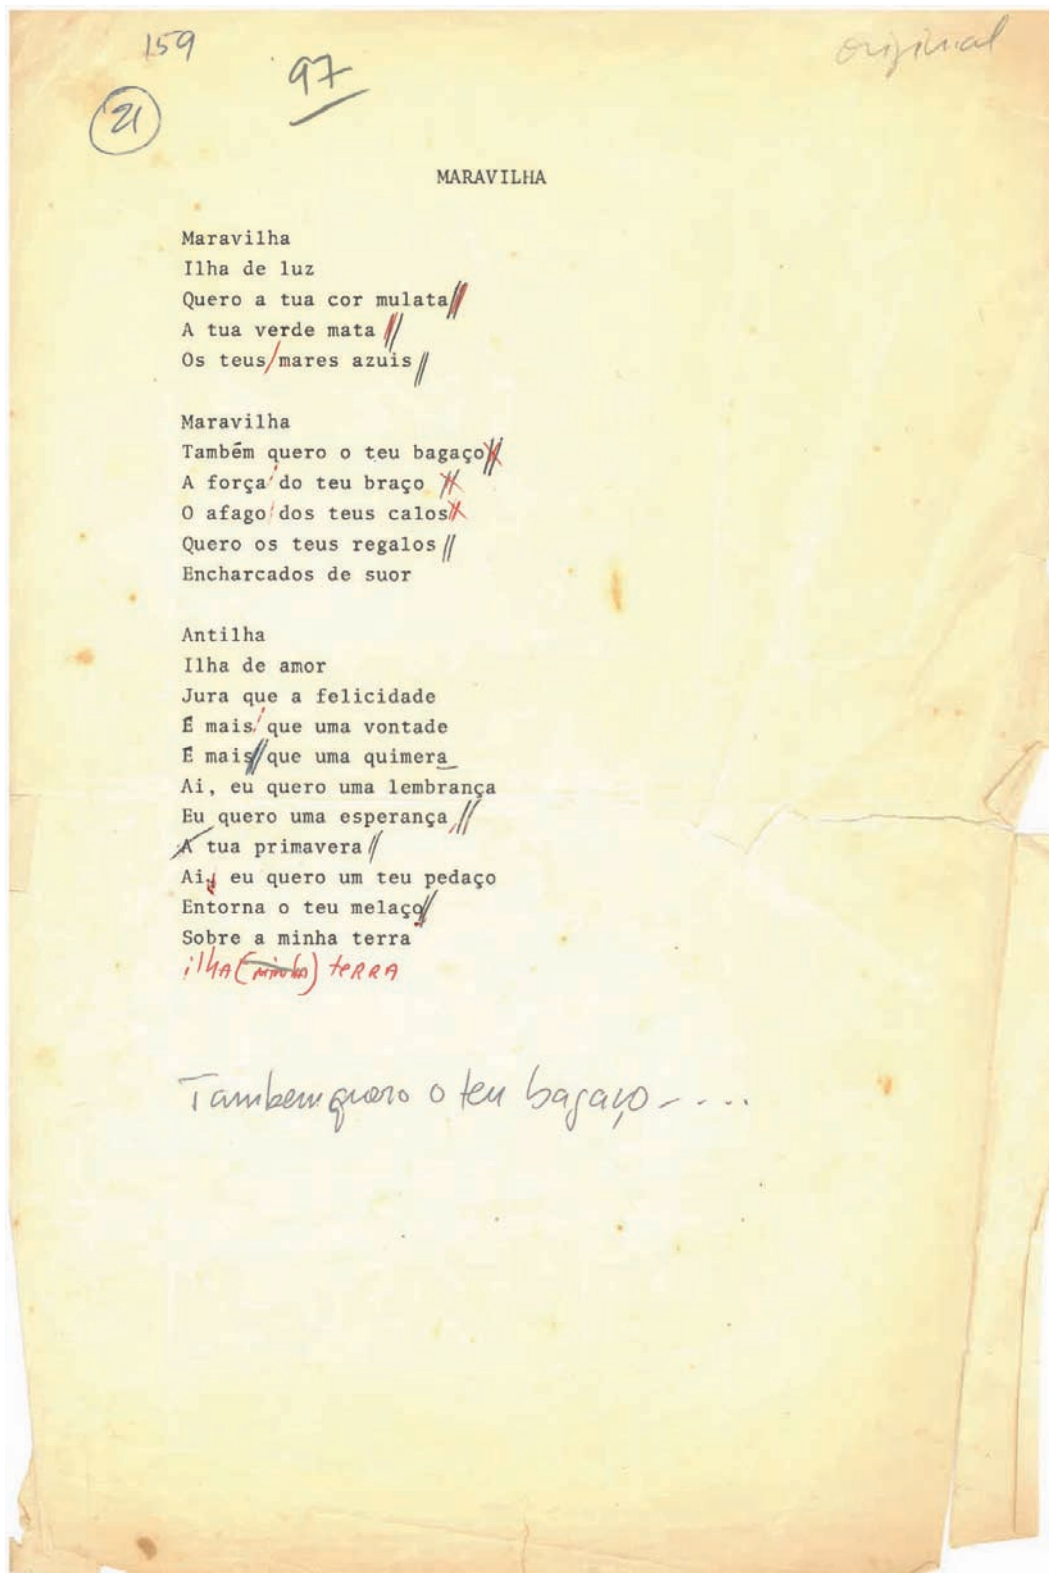 159
97
original
21
MARAVILHA
Maravilha
Ilha de luz
Quero a tua cor mulata//
A tua verde mata //
Os teus/mares azuis //
Maravilha
Também quero o teu bagaço//
A força/do teu braço //
O afago/dos teus calos//
Quero os teus regalos //
Encharcados de suor
Antilha
Ilha de amor
Jura que a felicidade
É mais/que uma vontade
É mais//que uma quimera
Ai, eu quero uma lembrança
Eu quero uma esperança //
A tua primavera //
Ai, eu quero um teu pedaço
Entorna o teu melaço//
Sobre a minha terra
ilha (minha) terra
Tambem quero o teu bagaço - ....